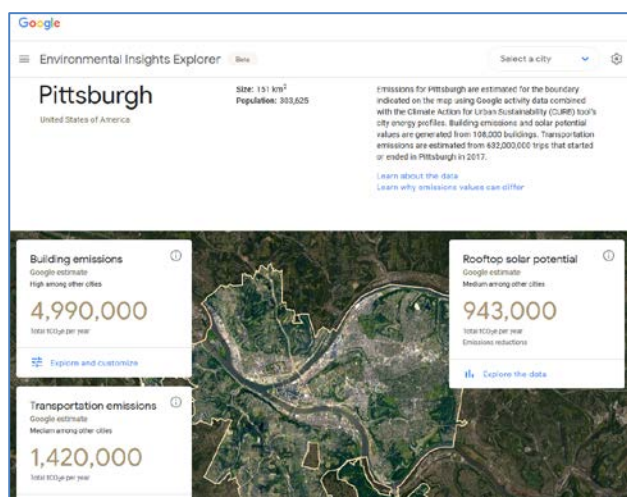 Google
Environmental Insights Explorer Beta
Select a city
Pittsburgh
United States of America
Size: 151 km²
Population: 303,625
Emissions for Pittsburgh are estimated for the boundary
indicated on the map using Google activity data combined
with the Climate Action for Urban Sustainability (CURB) tool's
city energy profiles. Building emissions and solar potential
values are generated from 108,000 buildings. Transportation
emissions are estimated from 632,000,000 trips that started
or ended in Pittsburgh in 2017.
Learn about the data
Learn why emissions values can differ
Building emissions
Google estimate
High among other cities
4,990,000
Total tCO₂e per year
Explore and customize
Transportation emissions
Google estimate
Medium among other cities
1,420,000
Total tCO₂e per year
Rooftop solar potential
Google estimate
Medium among other cities
943,000
Total tCO₂e per year
Emissions reductions
Explore the data